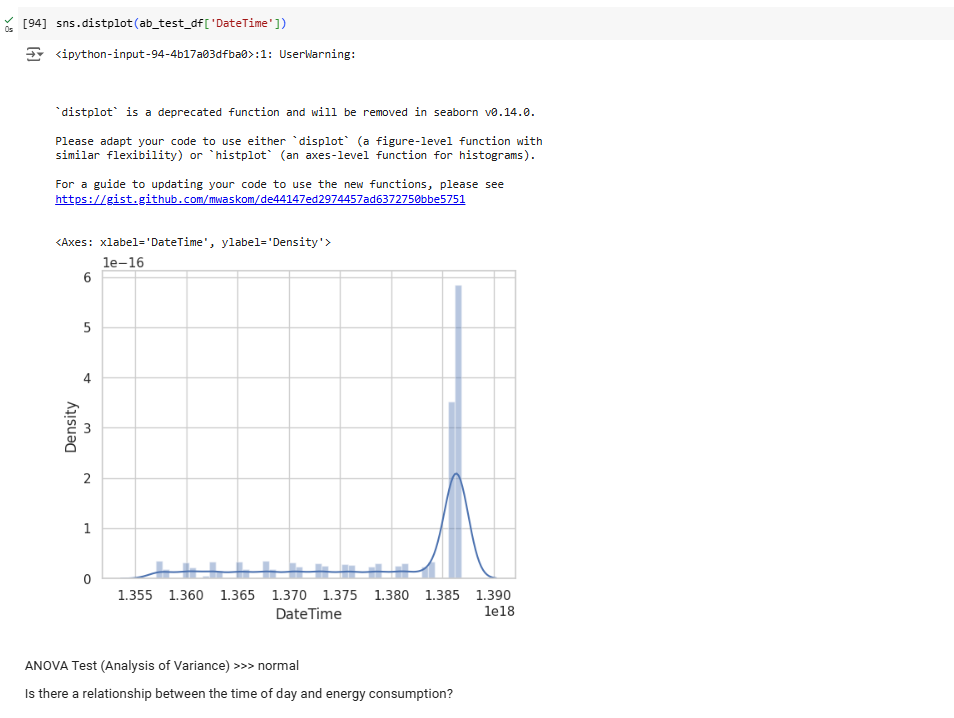 [94] sns.distplot(ab_test_df['DateTime'])
0s
<ipython-input-94-4b17a03dfba0>:1: UserWarning:
`distplot` is a deprecated function and will be removed in seaborn v0.14.0.
Please adapt your code to use either `displot` (a figure-level function with
similar flexibility) or `histplot` (an axes-level function for histograms).
For a guide to updating your code to use the new functions, please see
https://gist.github.com/mwaskom/de44147ed2974457ad6372750bbe5751
<Axes: xlabel='DateTime', ylabel='Density'>
1e−16
6
5
4
3
2
1
0
Density
1.355 1.360 1.365 1.370 1.375 1.380 1.385 1.390
1e18
DateTime
ANOVA Test (Analysis of Variance) >>> normal
Is there a relationship between the time of day and energy consumption?